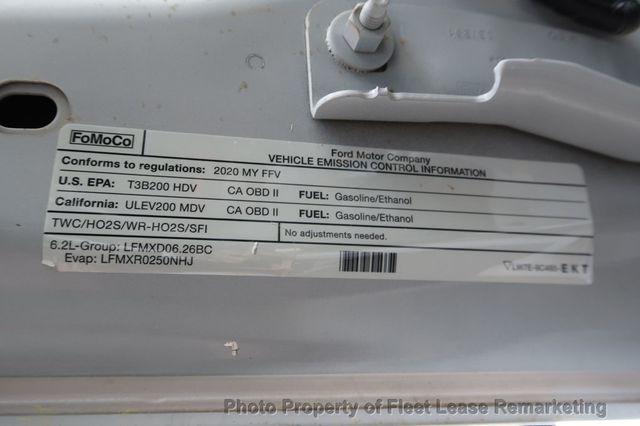 FoMoCo
Ford Motor Company
VEHICLE EMISSION CONTROL INFORMATION
Conforms to regulations: 2020 MY FFV
U.S. EPA: T3B200 HDV CA OBD II FUEL: Gasoline/Ethanol
California: ULEV200 MDV CA OBD II FUEL: Gasoline/Ethanol
TWC/HO2S/WR-HO2S/SFI No adjustments needed.
6.2L-Group: LFMXD06.26BC
Evap: LFMXR0250NHJ
EKT
Photo Property of Fleet Lease Remarketing